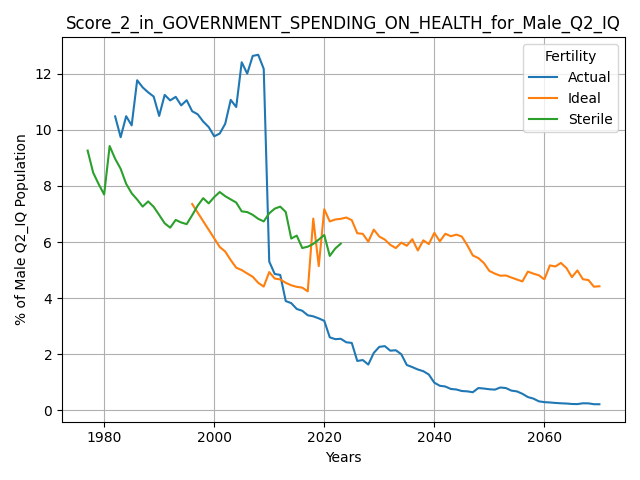 Score_2_in_GOVERNMENT_SPENDING_ON_HEALTH_for_Male_Q2_IQ
Fertility
Actual
Ideal
Sterile
% of Male Q2_IQ Population
12
10
8
6
4
2
0
1980 2000 2020 2040 2060
Years